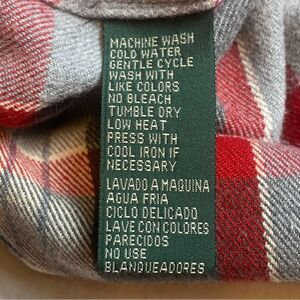 MACHINE WASH
COLD WATER
GENTLE CYCLE
WASH WITH
LIKE COLORS
NO BLEACH
TUMBLE DRY
LOW HEAT
PRESS WITH
COOL IRON IF
NECESSARY
LAVADO A MAQUINA
AGUA FRIA
CICLO DELICADO
LAVE CON COLORES
PARECIDOS
NO USE
BLANQUEADORES